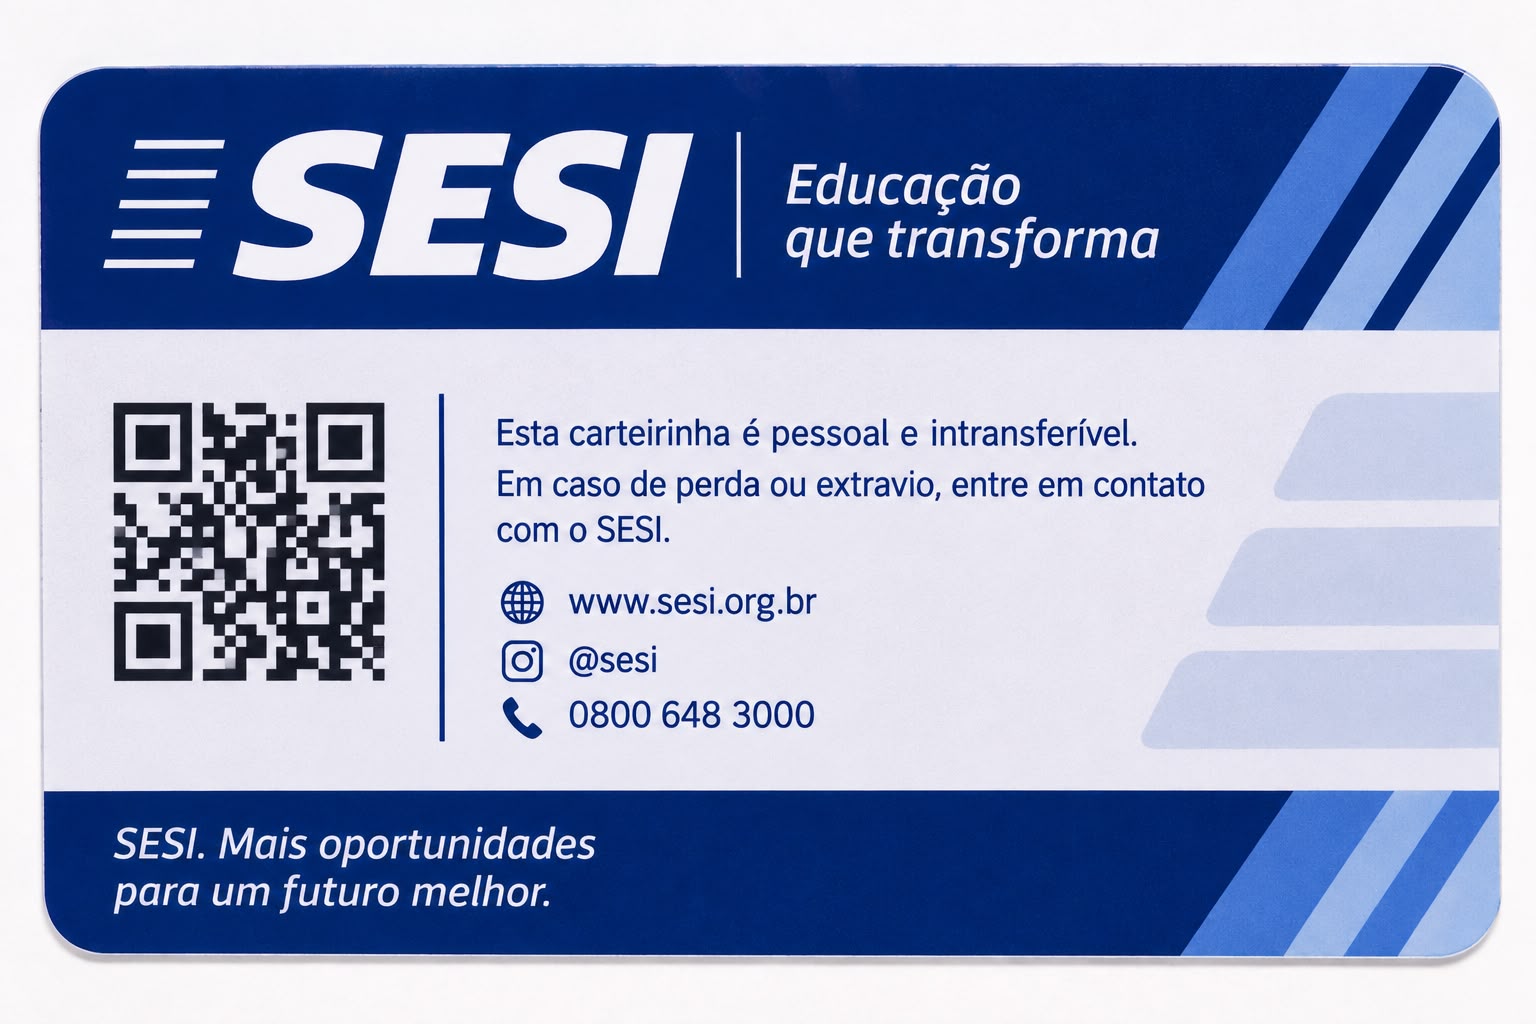 SESI
Educação
que transforma
Esta carteirinha é pessoal e intransferível.
Em caso de perda ou extravio, entre em contato
com o SESI.
www.sesi.org.br
@sesi
0800 648 3000
SESI. Mais oportunidades
para um futuro melhor.